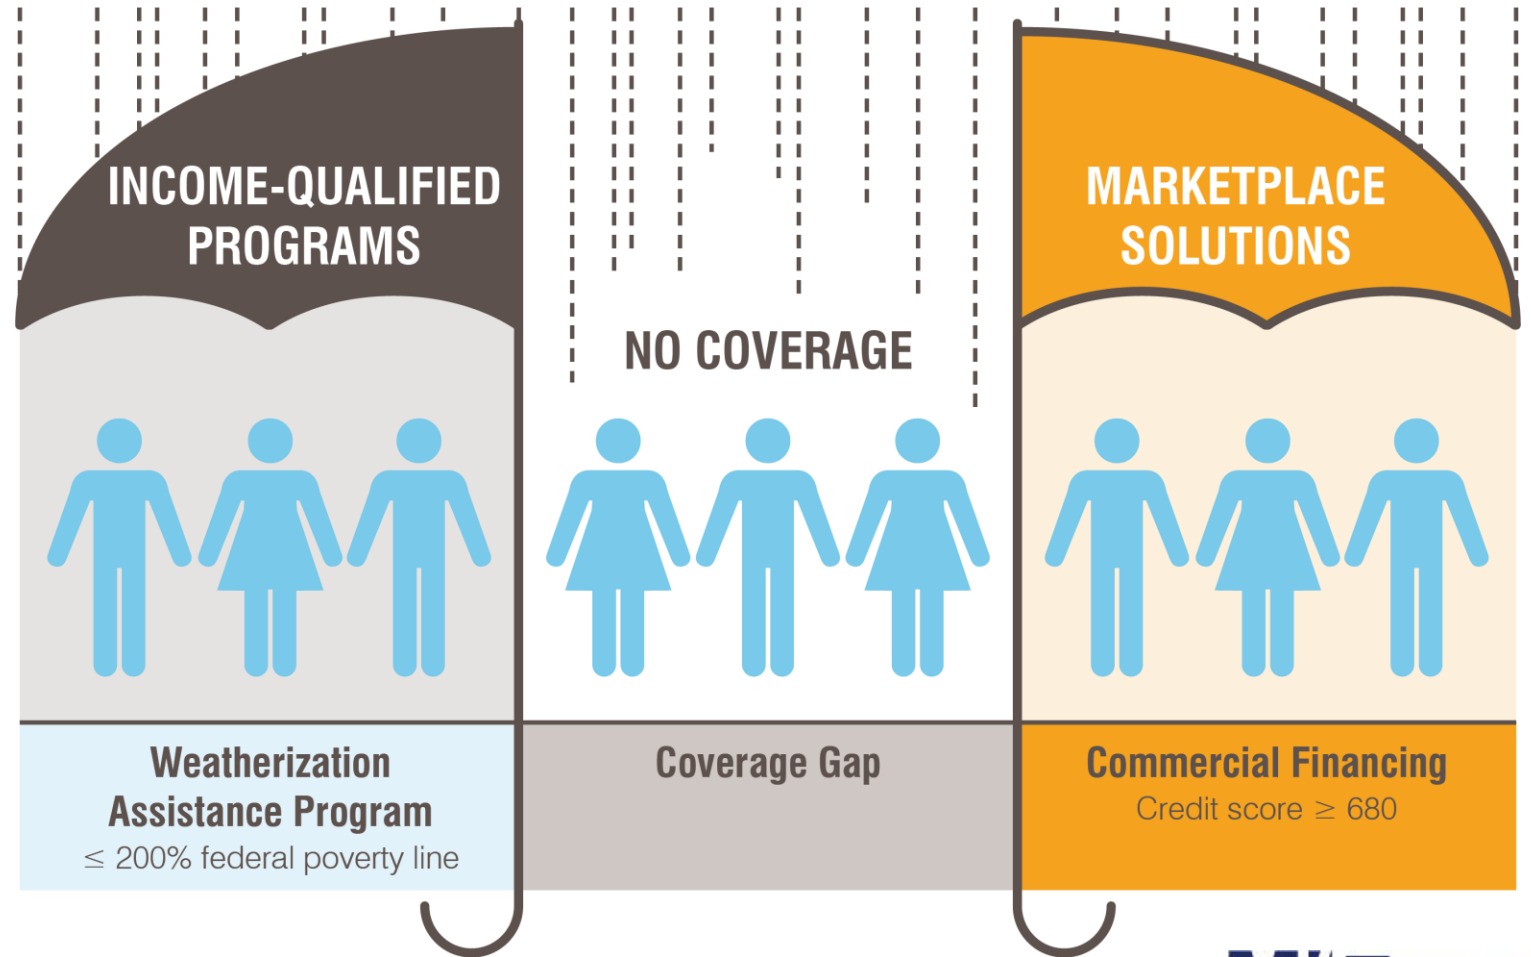 INCOME-QUALIFIED
PROGRAMS
NO COVERAGE
MARKETPLACE
SOLUTIONS
Weatherization
Assistance Program
≤ 200% federal poverty line
Coverage Gap
Commercial Financing
Credit score ≥ 680